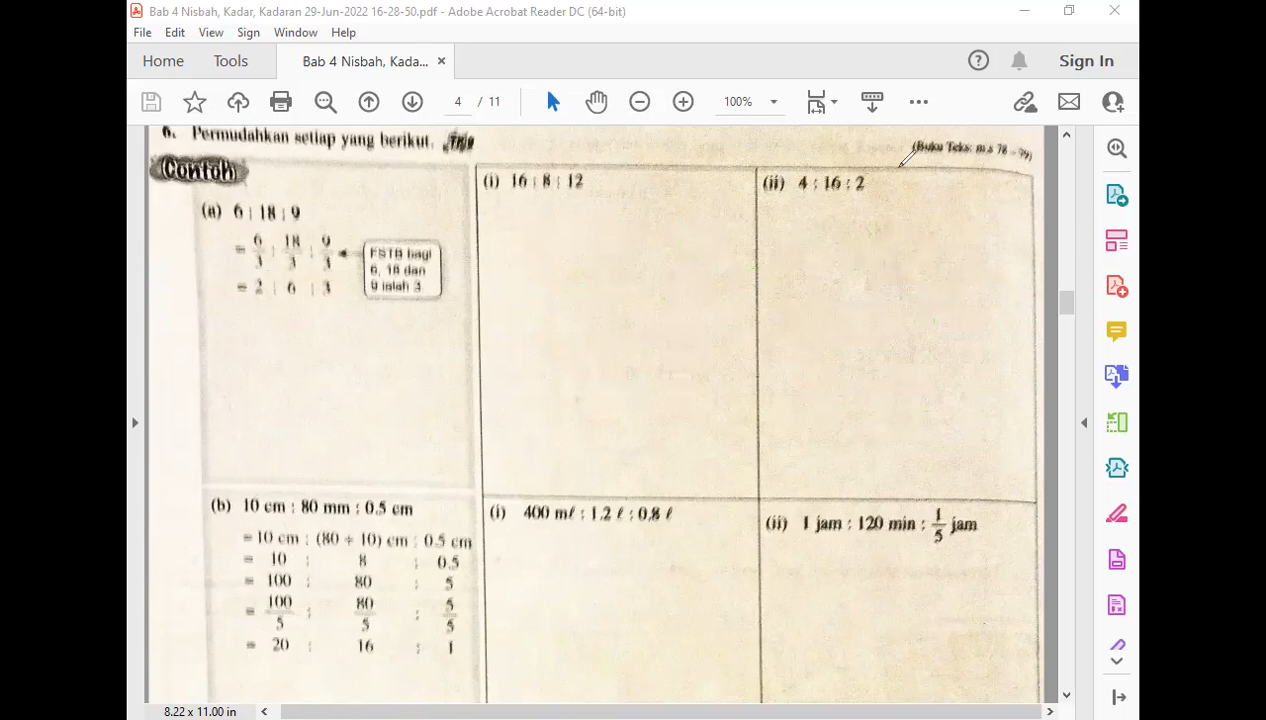 Bab 4 Nisbah, Kadar, Kadaran 29-Jun-2022 16-28-50.pdf - Adobe Acrobat Reader DC (64-bit)
File Edit View Sign Window Help
Home Tools Bab 4 Nisbah, Kada... × Sign In
4 / 11 100%
6. Permudahkan setiap yang berikut.
(Buku Teks: m.s 78 – 79)
Contoh
(a) 6 : 18 : 9
= 6/3 : 18/3 : 9/3
= 2 : 6 : 3
FSTB bagi
6, 18 dan
9 ialah 3
(i) 16 : 8 : 12
(ii) 4 : 16 : 2
(b) 10 cm : 80 mm : 0.5 cm
= 10 cm : (80 ÷ 10) cm : 0.5 cm
= 10 : 8 : 0.5
= 100 : 80 : 5
= 100/5 : 80/5 : 5/5
= 20 : 16 : 1
(i) 400 mℓ : 1.2 ℓ : 0.8 ℓ
(ii) 1 jam : 120 min : 1/5 jam
8.22 x 11.00 in